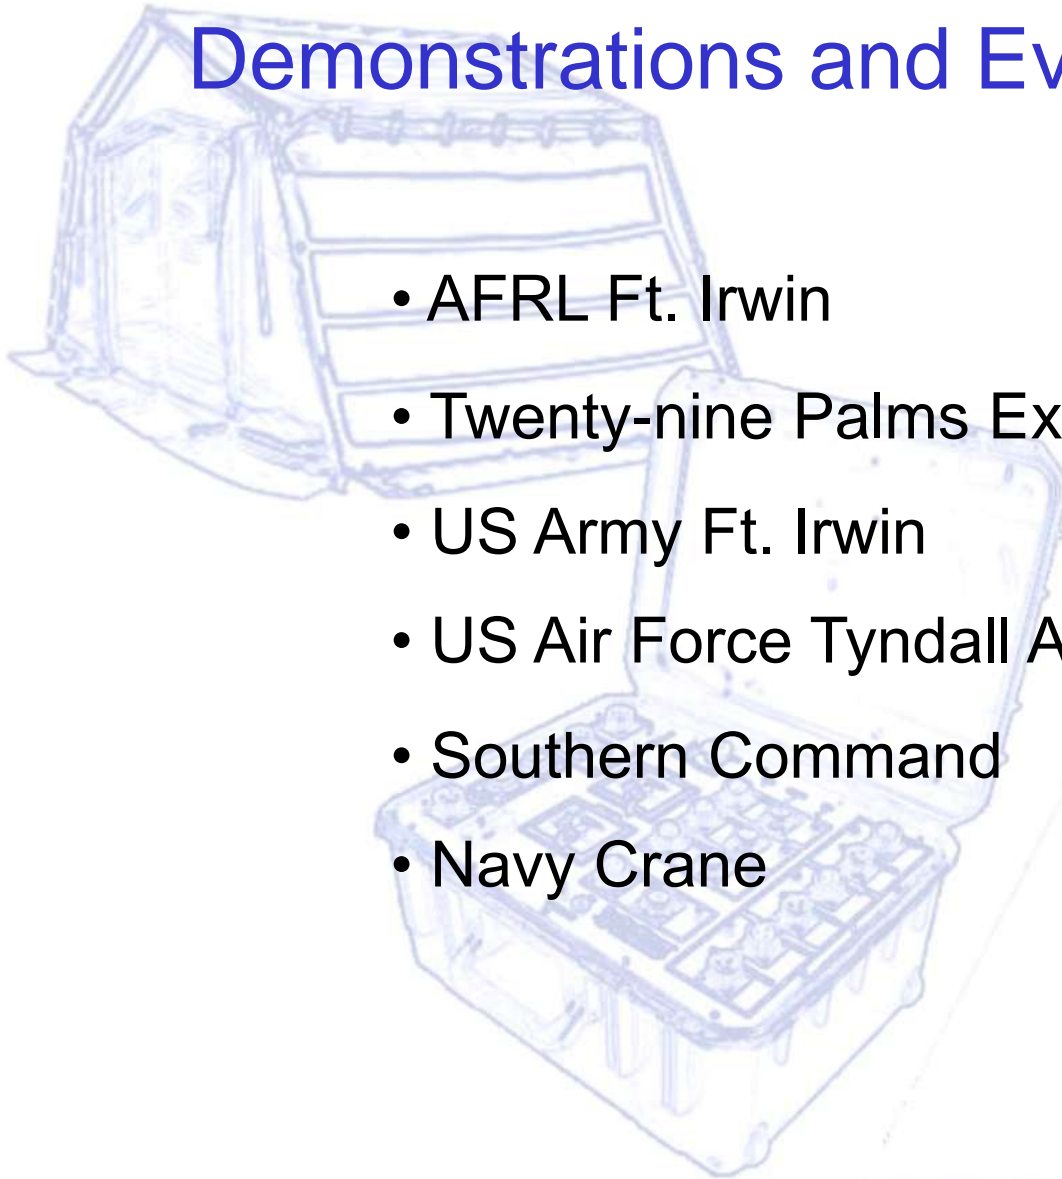 Demonstrations and Ev
• AFRL Ft. Irwin
• Twenty-nine Palms Ex
• US Army Ft. Irwin
• US Air Force Tyndall A
• Southern Command
• Navy Crane